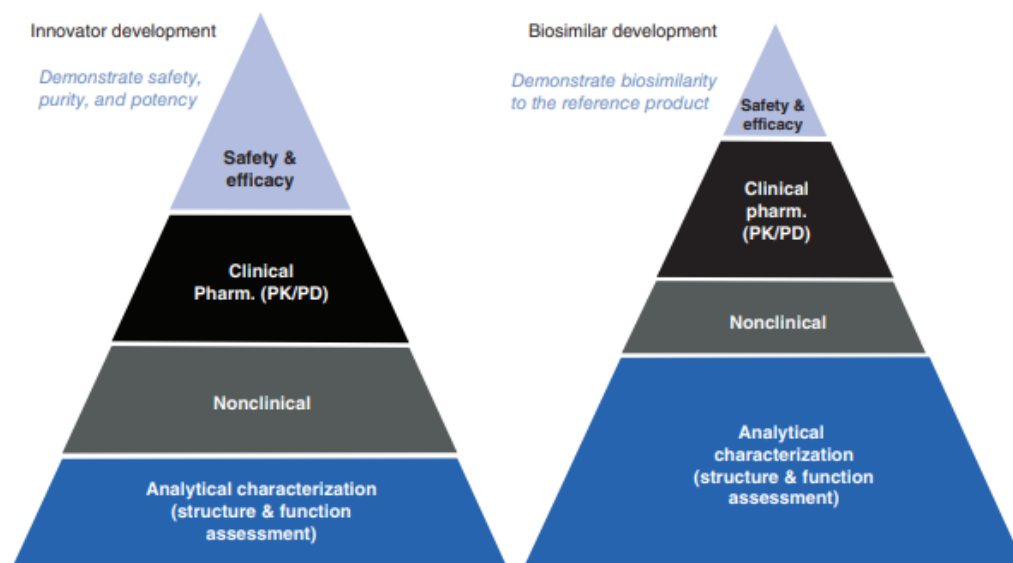 Innovator development
Demonstrate safety,
purity, and potency
Safety &
efficacy
Clinical
Pharm. (PK/PD)
Nonclinical
Analytical characterization
(structure & function
assessment)
Biosimilar development
Demonstrate biosimilarity
to the reference product
Safety &
efficacy
Clinical
pharm.
(PK/PD)
Nonclinical
Analytical
characterization
(structure & function
assessment)